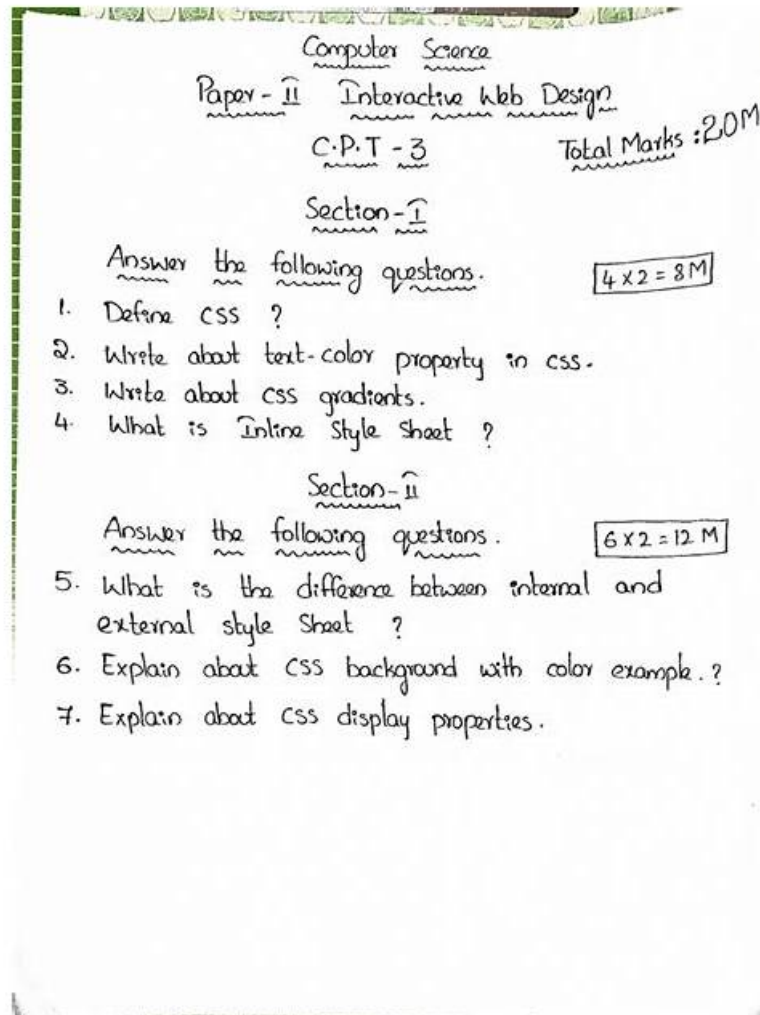 Computer Science
Paper - II Interactive Web Design
C.P.T - 3 Total Marks : 20M
Section - I
Answer the following questions. 4 x 2 = 8M
1. Define CSS ?
2. Write about text-color property in css.
3. Write about CSS gradients.
4. What is Inline Style Sheet ?
Section - II
Answer the following questions. 6 x 2 = 12 M
5. What is the difference between internal and
external style Sheet ?
6. Explain about CSS background with color example. ?
7. Explain about CSS display properties.